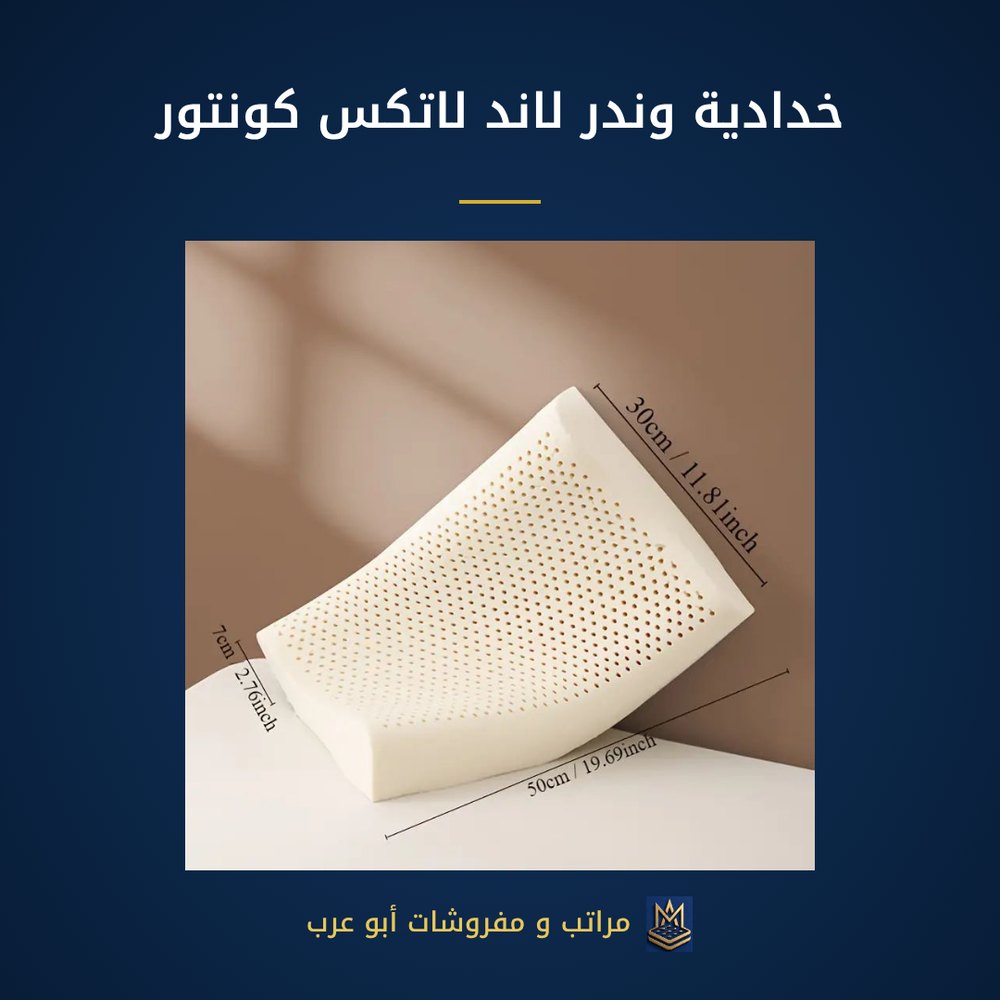 خدادية وندر لاند لاتكس كونتور
30cm / 11.81inch
7cm 2.76inch
50cm / 19.69inch
مراتب و مفروشات أبو عرب